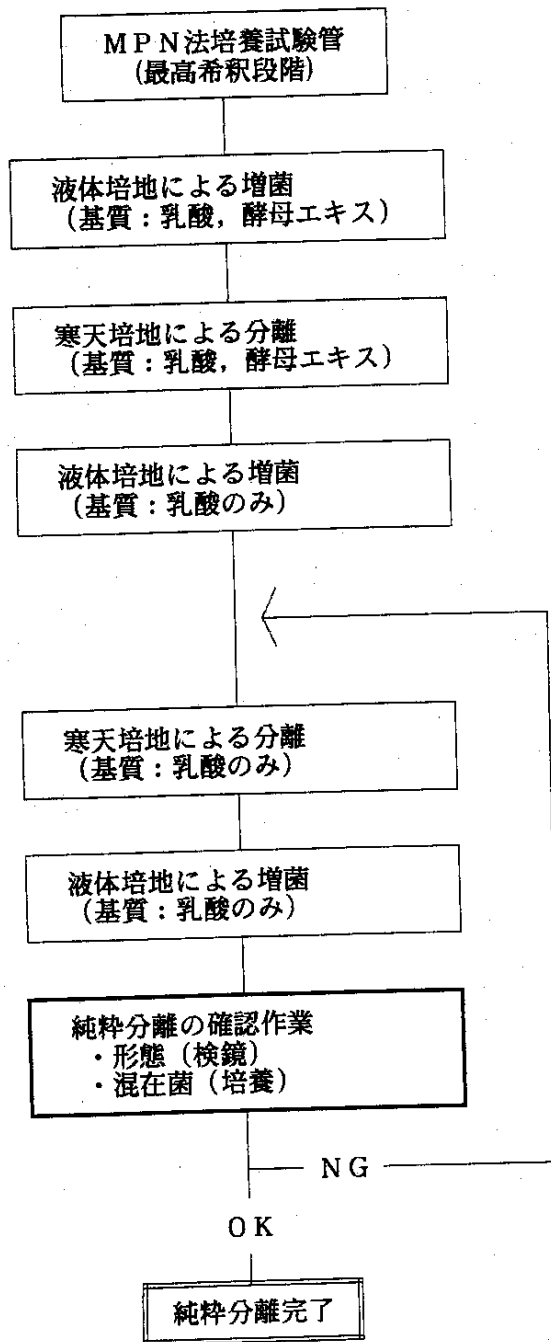 ＭＰＮ法培養試験管
(最高希釈段階)
液体培地による増菌
(基質：乳酸，酵母エキス)
寒天培地による分離
(基質：乳酸，酵母エキス)
液体培地による増菌
(基質：乳酸のみ)
寒天培地による分離
(基質：乳酸のみ)
液体培地による増菌
(基質：乳酸のみ)
純粋分離の確認作業
・形態（検鏡）
・混在菌（培養）
ＮＧ
ＯＫ
純粋分離完了